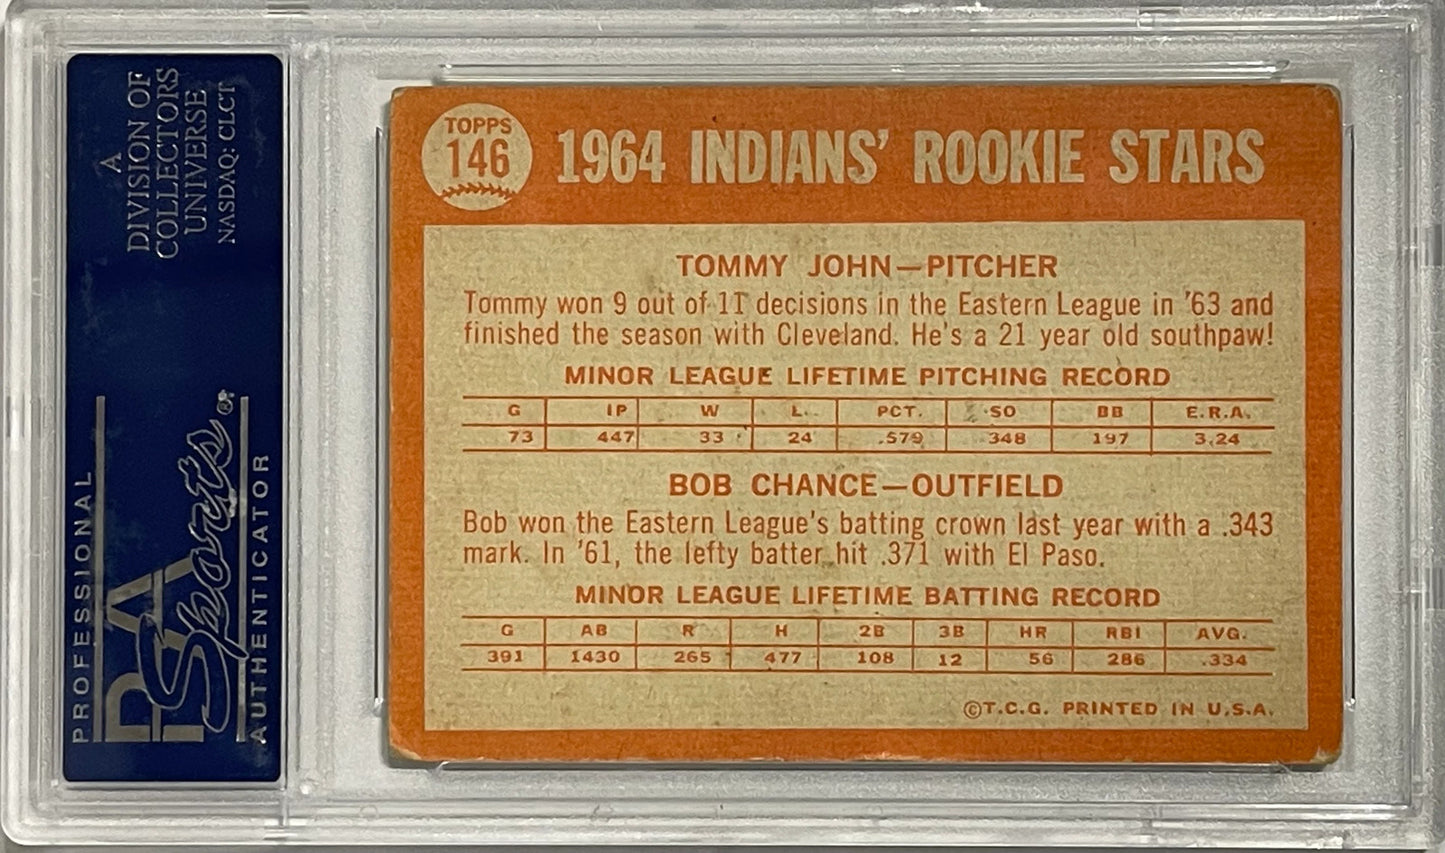 A
DIVISION OF
COLLECTORS
UNIVERSE
NASDAQ: CLCT
PROFESSIONAL
PSA
Sports®
AUTHENTICATOR
TOPPS
146
1964 INDIANS' ROOKIE STARS
TOMMY JOHN—PITCHER
Tommy won 9 out of 11 decisions in the Eastern League in '63 and
finished the season with Cleveland. He's a 21 year old southpaw!
MINOR LEAGUE LIFETIME PITCHING RECORD
G IP W L PCT. SO BB E.R.A.
73 447 33 24 .579 348 197 3.24
BOB CHANCE—OUTFIELD
Bob won the Eastern League's batting crown last year with a .343
mark. In '61, the lefty batter hit .371 with El Paso.
MINOR LEAGUE LIFETIME BATTING RECORD
G AB R H 2B 3B HR RBI AVG.
391 1430 265 477 108 12 56 286 .334
©T.C.G. PRINTED IN U.S.A.